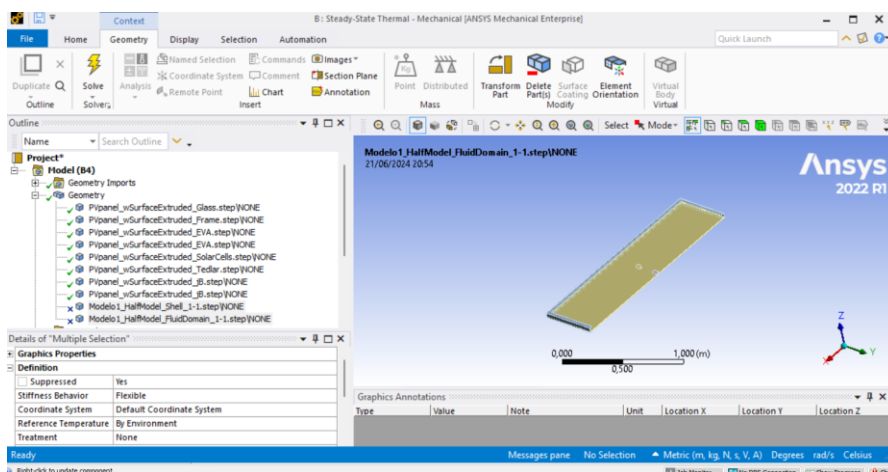 Context
B : Steady-State Thermal - Mechanical [ANSYS Mechanical Enterprise]
File Home Geometry Display Selection Automation
Quick Launch
Duplicate Q
Outline
Solve
Solvers
Analysis
Named Selection
Coordinate System
Remote Point
Commands
Comment
Chart
Images
Section Plane
Annotation
Insert
Point Distributed
Mass
Transform Part
Delete Part(s)
Surface Coating
Element Orientation
Modify
Virtual Body
Virtual
Outline
Name Search Outline
Select Mode
Project*
Model (B4)
Geometry Imports
Geometry
PVpanel_wSurfaceExtruded_Glass.step\NONE
PVpanel_wSurfaceExtruded_Frame.step\NONE
PVpanel_wSurfaceExtruded_EVA.step\NONE
PVpanel_wSurfaceExtruded_EVA.step\NONE
PVpanel_wSurfaceExtruded_SolarCells.step\NONE
PVpanel_wSurfaceExtruded_Tedlar.step\NONE
PVpanel_wSurfaceExtruded_jB.step\NONE
PVpanel_wSurfaceExtruded_jB.step\NONE
Modelo1_HalfModel_Shell_1-1.step\NONE
Modelo1_HalfModel_FluidDomain_1-1.step\NONE
Modelo1_HalfModel_FluidDomain_1-1.step\NONE
21/06/2024 20:54
Ansys
2022 R1
Z
Y
X
0,000 1,000 (m)
0,500
Details of "Multiple Selection"
Graphics Properties
Definition
Suppressed Yes
Stiffness Behavior Flexible
Coordinate System Default Coordinate System
Reference Temperature By Environment
Treatment None
Graphics Annotations
Type Value Note Unit Location X Location Y Location Z
Ready
Messages pane No Selection Metric (m, kg, N, s, V, A) Degrees rad/s Celsius
Right-click to update component